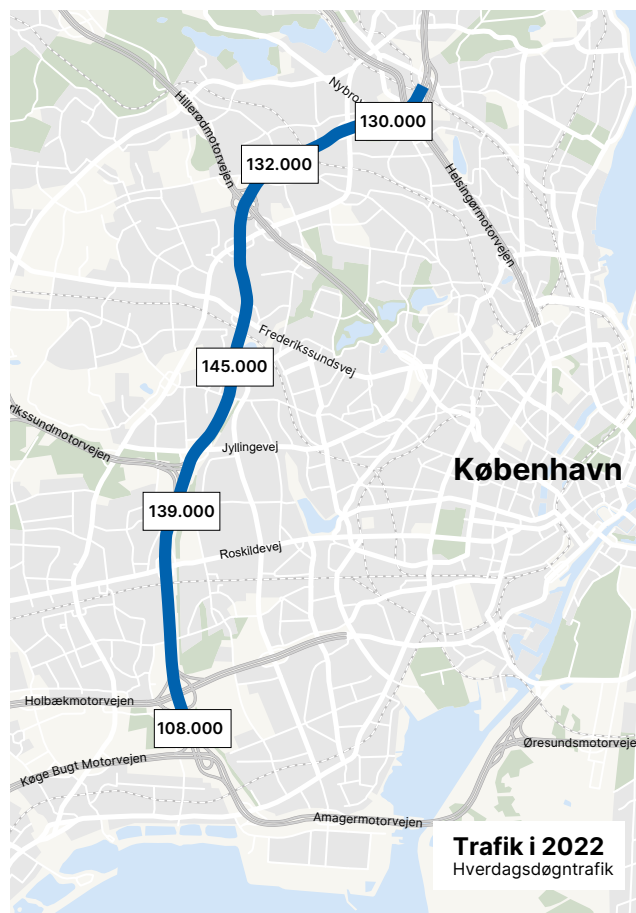 Nybro
130.000
Hillerødmotorvejen
132.000
Helsingørmotorvejen
Frederikssundsvej
145.000
rikssundmotorvejen
Jyllingevej
København
139.000
Roskildevej
Holbækmotorvejen
108.000
Øresundsmotorveje
Køge Bugt Motorvejen
Amagermotorvejen
Trafik i 2022
Hverdagsdøgntrafik